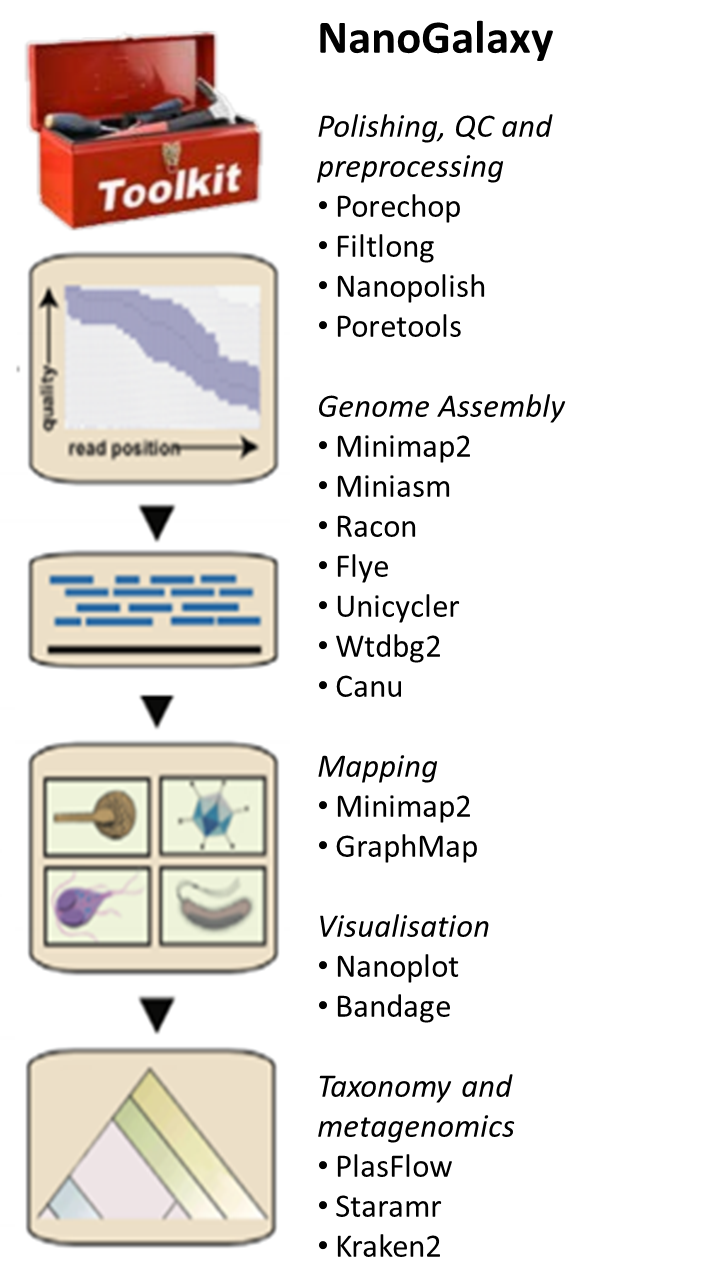 Toolkit
quality
read position
NanoGalaxy
Polishing, QC and
preprocessing
• Porechop
• Filtlong
• Nanopolish
• Poretools
Genome Assembly
• Minimap2
• Miniasm
• Racon
• Flye
• Unicycler
• Wtdbg2
• Canu
Mapping
• Minimap2
• GraphMap
Visualisation
• Nanoplot
• Bandage
Taxonomy and
metagenomics
• PlasFlow
• Staramr
• Kraken2